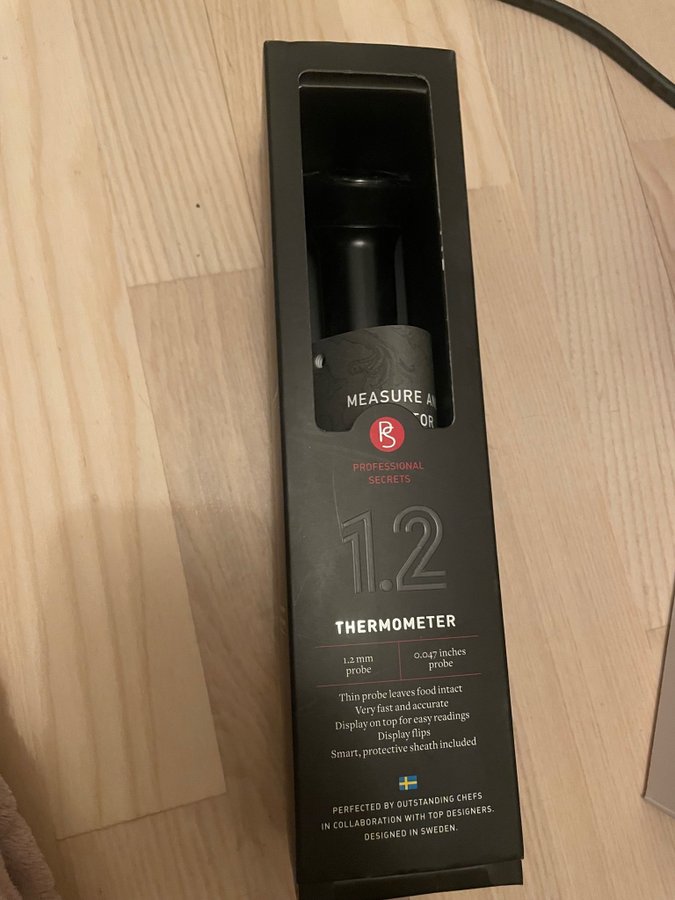 MEASURE
FOR
PS
PROFESSIONAL
SECRETS
1.2
THERMOMETER
1.2 mm
probe
0.047 inches
probe
Thin probe leaves food intact
Very fast and accurate
Display on top for easy readings
Display flips
Smart, protective sheath included
PERFECTED BY OUTSTANDING CHEFS
IN COLLABORATION WITH TOP DESIGNERS.
DESIGNED IN SWEDEN.